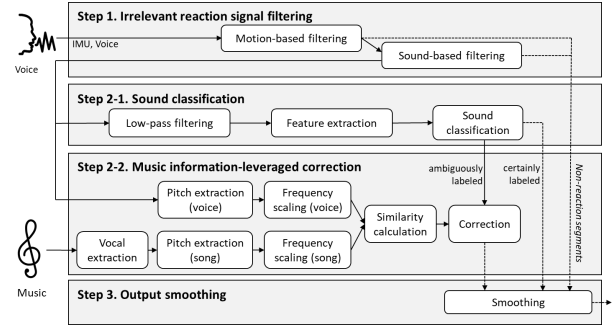 Step 1. Irrelevant reaction signal filtering
IMU, Voice
Motion-based filtering
Sound-based filtering
Voice
Step 2-1. Sound classification
Low-pass filtering
Feature extraction
Sound
classification
Step 2-2. Music information-leveraged correction
ambiguously
labeled
certainly
labeled
Non-reaction segments
Pitch extraction
(voice)
Frequency
scaling (voice)
Similarity
calculation
Correction
Vocal
extraction
Pitch extraction
(song)
Frequency
scaling (song)
Music
Step 3. Output smoothing
Smoothing